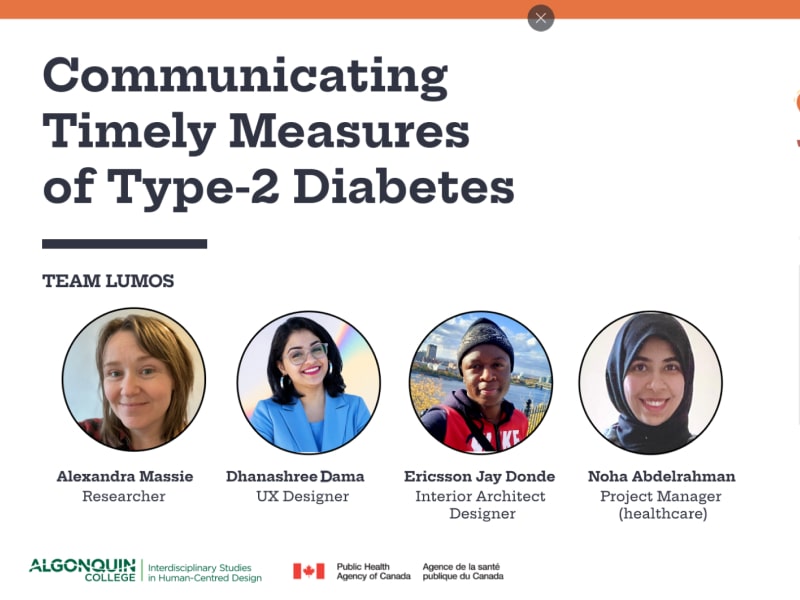 Communicating
Timely Measures
of Type-2 Diabetes
TEAM LUMOS
Alexandra Massie
Researcher
Dhanashree Dama
UX Designer
Ericsson Jay Donde
Interior Architect
Designer
Noha Abdelrahman
Project Manager
(healthcare)
ALGONQUIN
COLLEGE
Interdisciplinary Studies
in Human-Centred Design
Public Health
Agency of Canada
Agence de la santé
publique du Canada